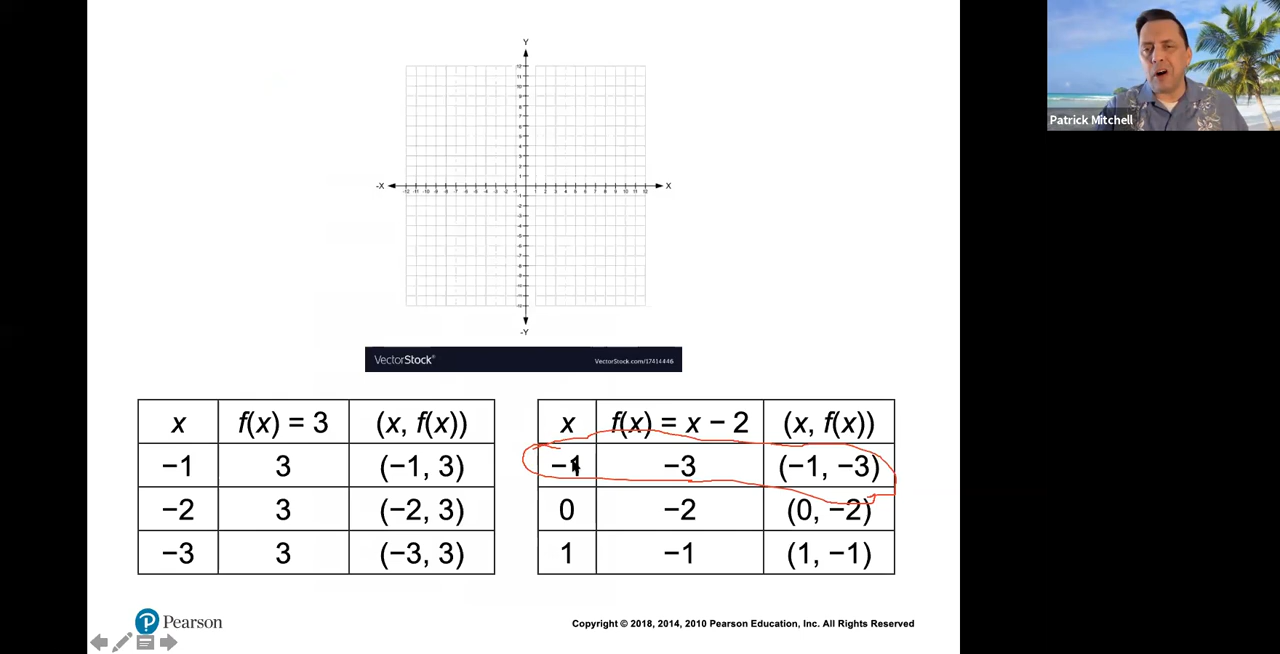 Y
-X
X
-Y
Patrick Mitchell
VectorStock®
VectorStock.com/17414446
x f(x) = 3 (x, f(x))
−1 3 (−1, 3)
−2 3 (−2, 3)
−3 3 (−3, 3)
x f(x) = x − 2 (x, f(x))
−1 −3 (−1, −3)
0 −2 (0, −2)
1 −1 (1, −1)
P Pearson
Copyright © 2018, 2014, 2010 Pearson Education, Inc. All Rights Reserved